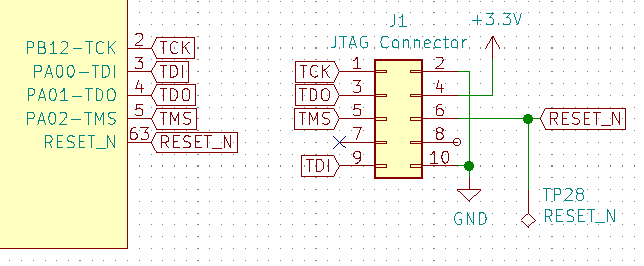 PB12-TCK 2 TCK
PA00-TDI 3 TDI
PA01-TDO 4 TDO
PA02-TMS 5 TMS
RESET_N 63 RESET_N
J1
JTAG Connector
+3.3V
TCK 1 2
TDO 3 4
TMS 5 6 RESET_N
7 8
TDI 9 10
GND
TP28
RESET_N